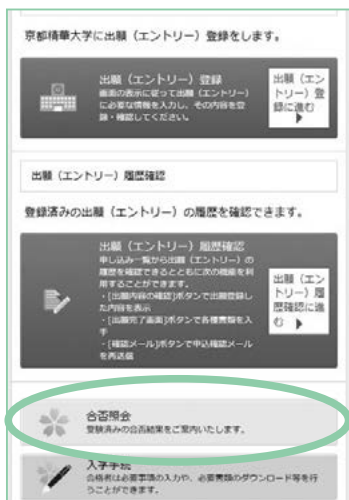 京都精華大学に出願（エントリー）登録をします。
出願（エントリー）登録
画面の表示に従って出願（エントリー）
に必要な情報を入力し、その内容を登
録・確認してください。
出願（エン
トリー）登
録に進む
▶
出願（エントリー）履歴確認
登録済みの出願（エントリー）の履歴を確認できます。
出願（エントリー）履歴確認
申し込み一覧から出願（エントリー）の
履歴を確認できるとともに次の機能を利
用することができます。
・[出願内容の確認]ボタンで出願登録し
た内容を表示
・[出願完了画面]ボタンで各種書類を入
手
・[確認メール]ボタンで申込確認メール
を再送信
出願（エン
トリー）履
歴確認に進
む ▶
合否照会
受験済みの合否結果をご案内いたします。
入学手続
合格者は必要事項の入力や、必要書類のダウンロード等を行
うことができます。